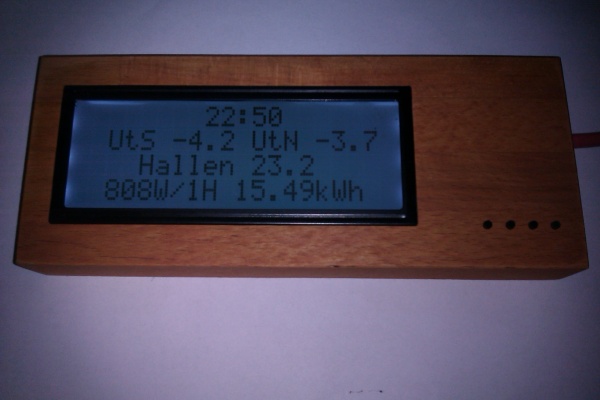 22:50
UtS -4.2 UtN -3.7
Hallen 23.2
808W/1H 15.49kWh